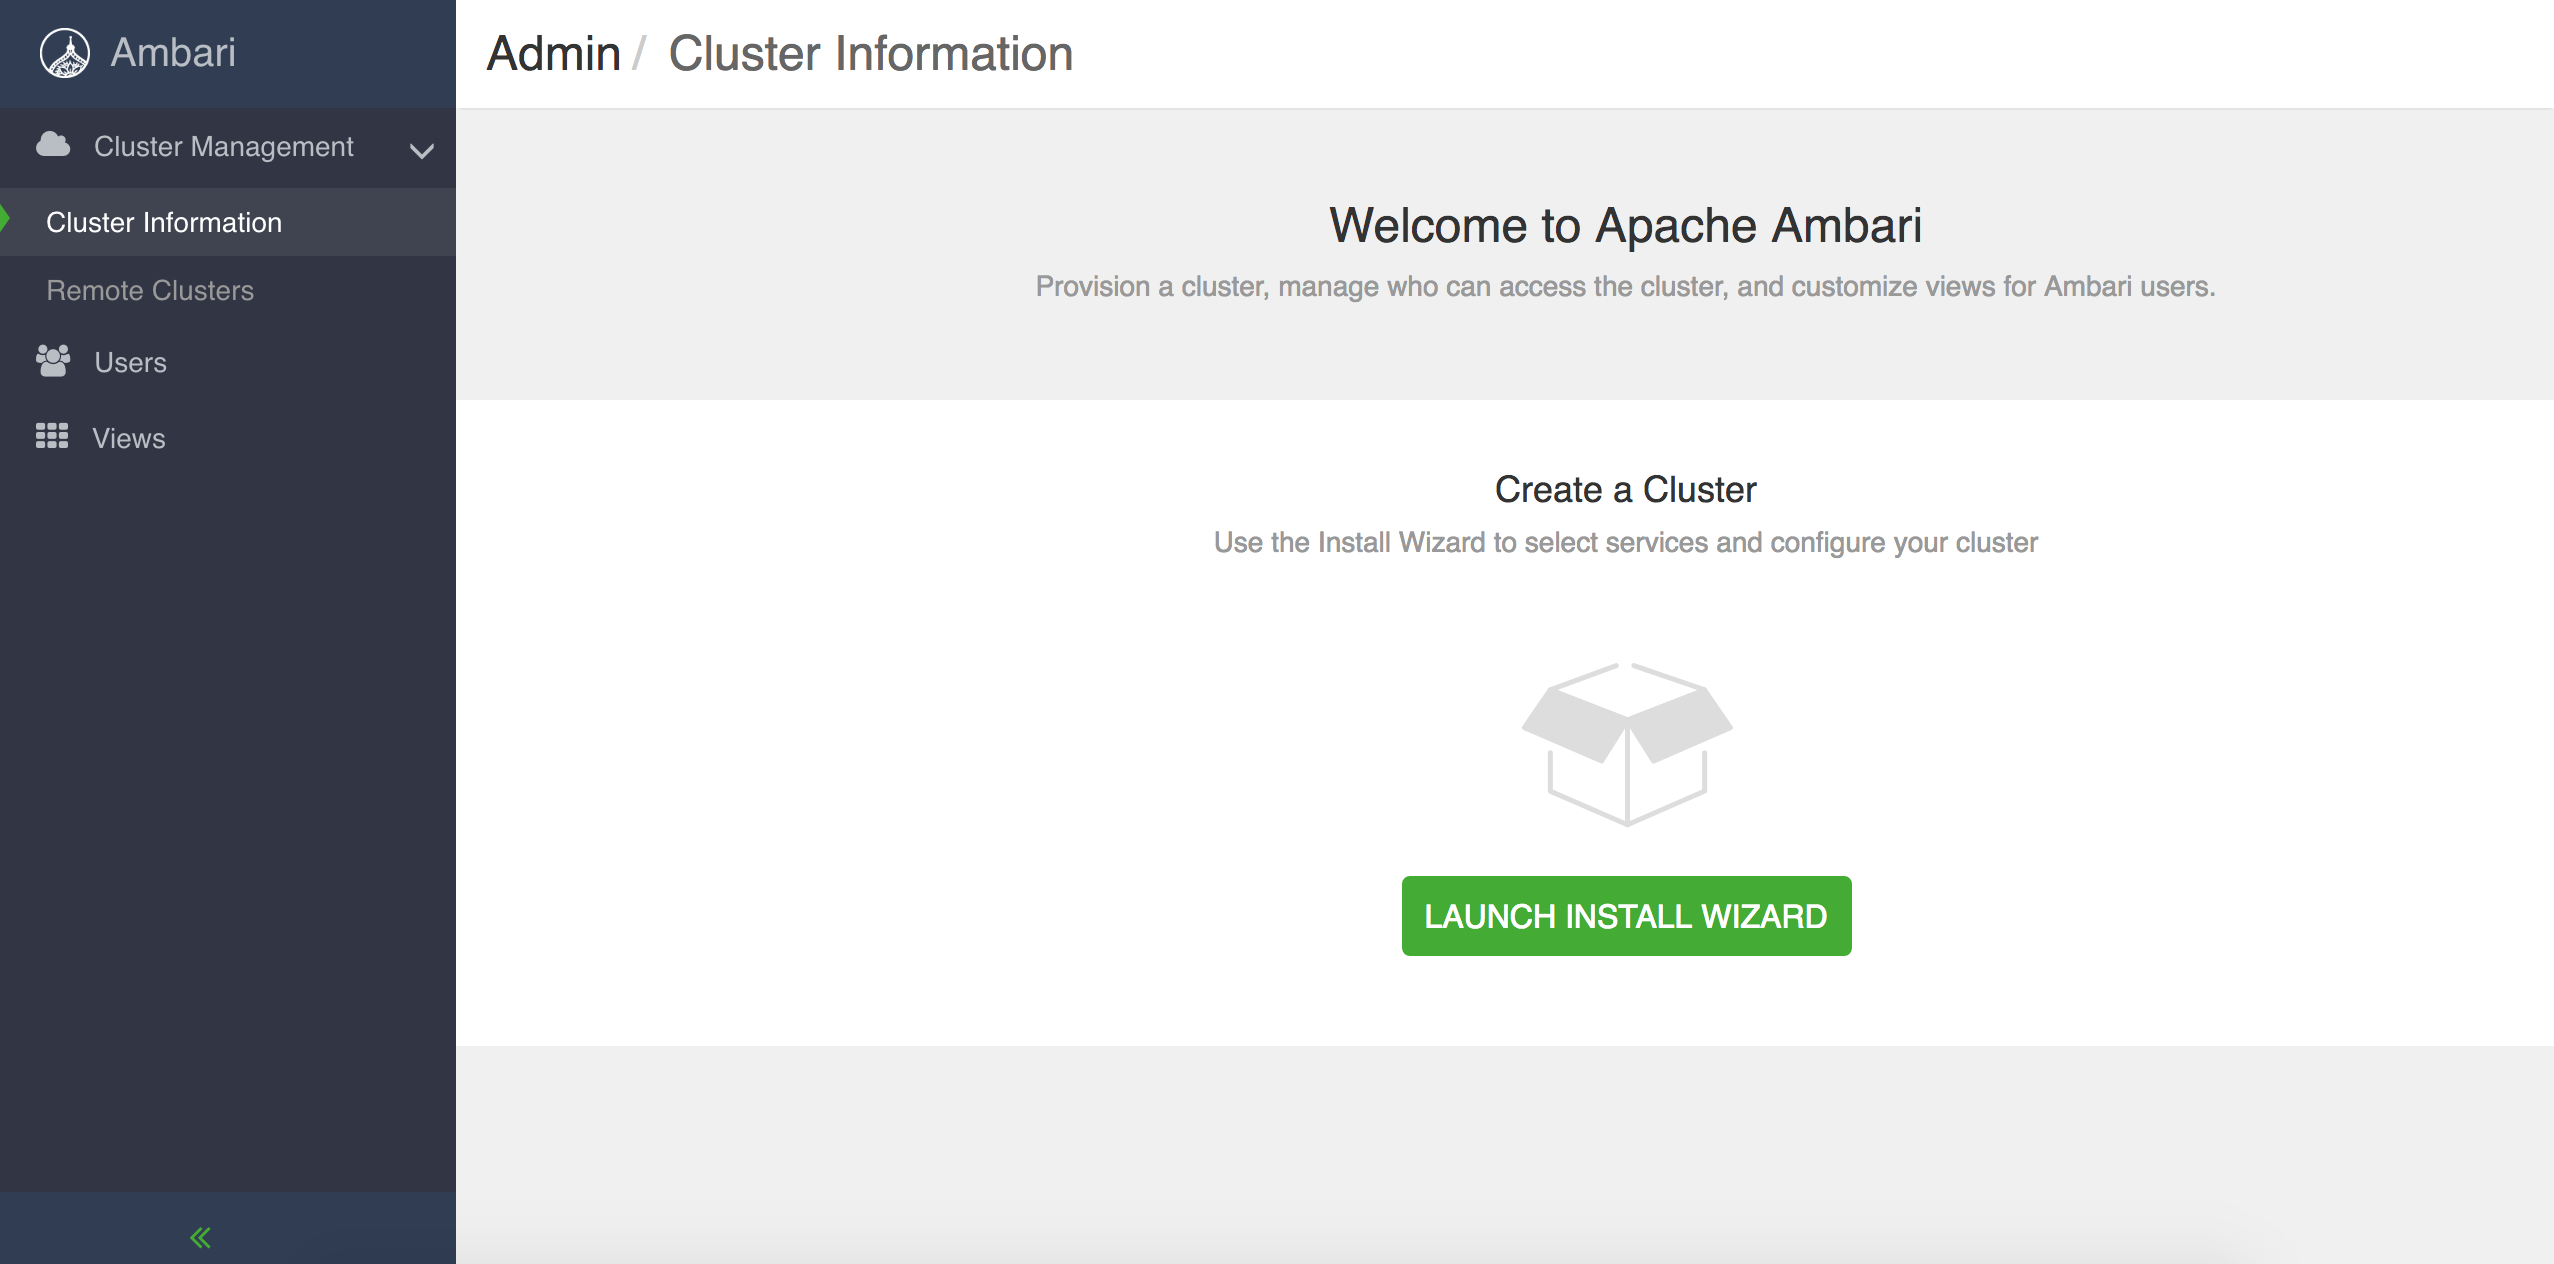 Ambari
Admin / Cluster Information
Cluster Management
Cluster Information
Remote Clusters
Users
Views
Welcome to Apache Ambari
Provision a cluster, manage who can access the cluster, and customize views for Ambari users.
Create a Cluster
Use the Install Wizard to select services and configure your cluster
LAUNCH INSTALL WIZARD